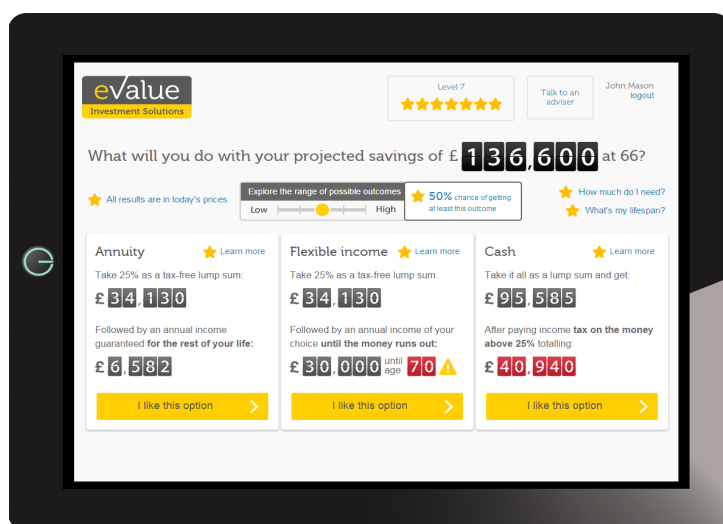 eValue
Investment Solutions
Level 7
Talk to an
adviser
John Mason
logout
What will you do with your projected savings of £ 136,600 at 66?
All results are in today's prices
Explore the range of possible outcomes
Low
High
50% chance of getting
at least this outcome
How much do I need?
What's my lifespan?
Annuity
Learn more
Take 25% as a tax-free lump sum:
£ 34,130
Followed by an annual income
guaranteed for the rest of your life:
£ 6,582
I like this option
Flexible income
Learn more
Take 25% as a tax-free lump sum:
£ 34,130
Followed by an annual income of your
choice until the money runs out:
£ 30,000 until age 70
I like this option
Cash
Learn more
Take it all as a lump sum and get:
£ 95,585
After paying income tax on the money
above 25% totalling:
£ 40,940
I like this option